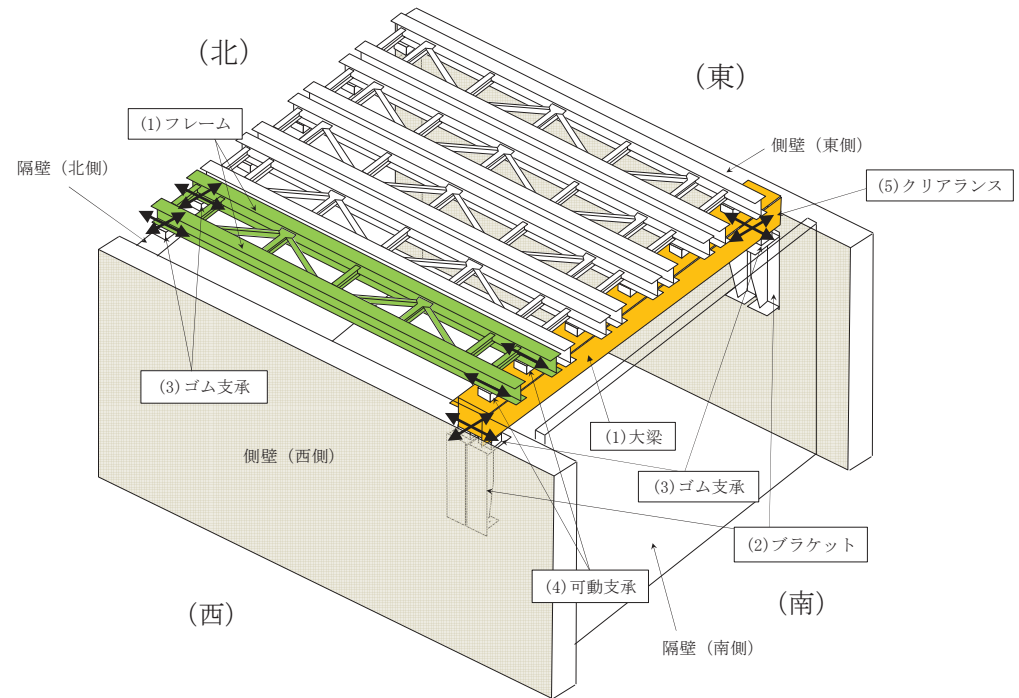 (北)
(東)
(1)フレーム
側壁（東側）
隔壁（北側）
(5)クリアランス
(3)ゴム支承
(1)大梁
側壁（西側）
(3)ゴム支承
(2)ブラケット
(4)可動支承
(西)
(南)
隔壁（南側）